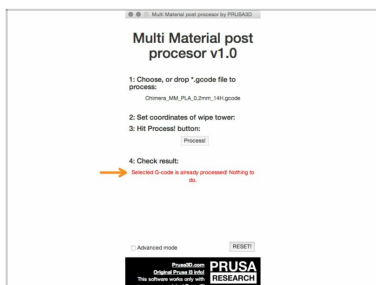 Multi Material post procesor by PRUSA3D
Multi Material post
procesor v1.0
1: Choose, or drop *.gcode file to
process:
Chimera_MM_PLA_0.2mm_14H.gcode
2: Set coordinates of wipe tower:
3: Hit Process! button:
Process!
4: Check result:
Selected G-code is already processed! Nothing to
do.
Advanced mode
RESET!
Prusa3D.com
Original Prusa i3 info!
This software works only with
PRUSA
RESEARCH